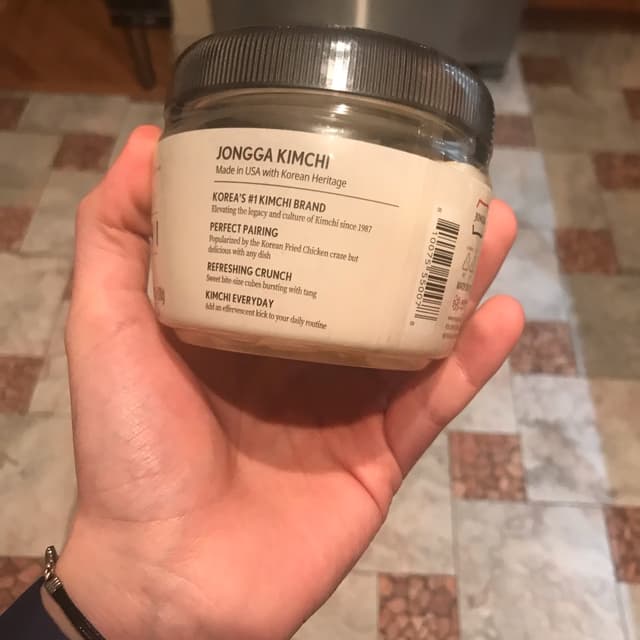 JONGGA KIMCHI
Made in USA with Korean Heritage
KOREA'S #1 KIMCHI BRAND
Elevating the legacy and culture of Kimchi since 1987
PERFECT PAIRING
Popularized by the Korean Fried Chicken craze but
delicious with any dish
REFRESHING CRUNCH
Sweet bite-size cubes bursting with tang
KIMCHI EVERYDAY
Add an effervescent kick to your daily routine